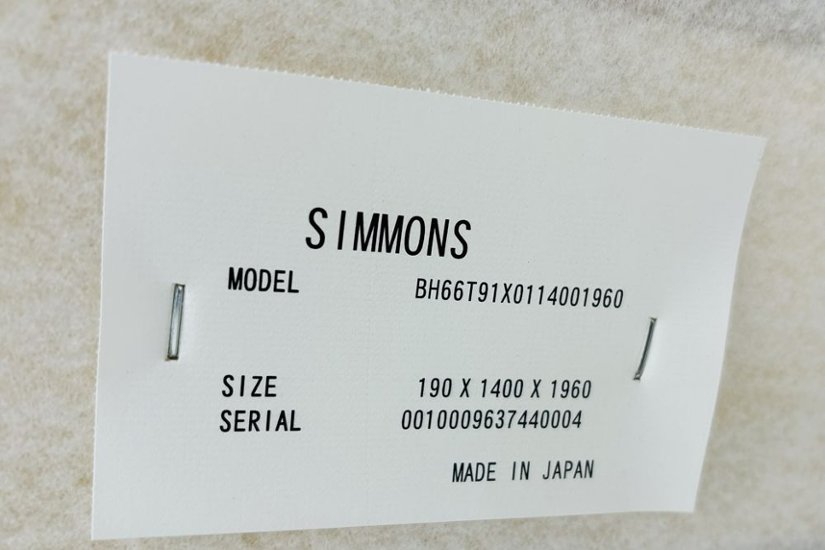 SIMMONS
MODEL BH66T91X0114001960
SIZE 190 X 1400 X 1960
SERIAL 0010009637440004
MADE IN JAPAN